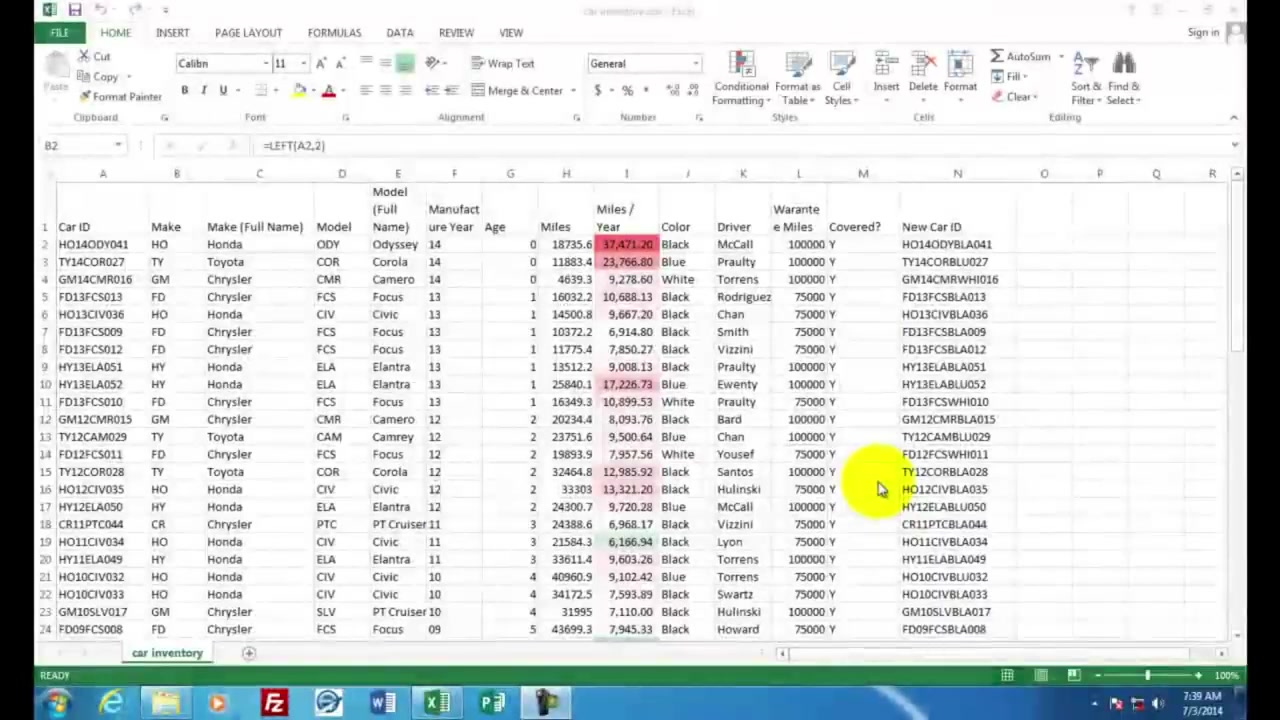 car inventory.csv - Excel
FILE HOME INSERT PAGE LAYOUT FORMULAS DATA REVIEW VIEW Sign in
Cut
Copy
Format Painter
Paste
Calibri 11
B I U
Wrap Text
Merge & Center
General
$ % ,
Conditional Formatting
Format as Table
Cell Styles
Insert Delete Format
AutoSum
Fill
Clear
Sort & Filter
Find & Select
Clipboard Font Alignment Number Styles Cells Editing
B2 =LEFT(A2,2)
A B C D E F G H I J K L M N O P Q R
1 Car ID Make Make (Full Name) Model Model (Full Name) Manufacture Year Age Miles Miles / Year Color Driver Warantee Miles Covered? New Car ID
2 HO14ODY041 HO Honda ODY Odyssey 14 0 18735.6 37,471.20 Black McCall 100000 Y HO14ODYBLA041
3 TY14COR027 TY Toyota COR Corola 14 0 11883.4 23,766.80 Blue Praulty 100000 Y TY14CORBLU027
4 GM14CMR016 GM Chrysler CMR Camero 14 0 4639.3 9,278.60 White Torrens 100000 Y GM14CMRWHI016
5 FD13FCS013 FD Chrysler FCS Focus 13 1 16032.2 10,688.13 Black Rodriguez 75000 Y FD13FCSBLA013
6 HO13CIV036 HO Honda CIV Civic 13 1 14500.8 9,667.20 Black Chan 75000 Y HO13CIVBLA036
7 FD13FCS009 FD Chrysler FCS Focus 13 1 10372.2 6,914.80 Black Smith 75000 Y FD13FCSBLA009
8 FD13FCS012 FD Chrysler FCS Focus 13 1 11775.4 7,850.27 Black Vizzini 75000 Y FD13FCSBLA012
9 HY13ELA051 HY Honda ELA Elantra 13 1 13512.2 9,008.13 Black Praulty 100000 Y HY13ELABLA051
10 HY13ELA052 HY Honda ELA Elantra 13 1 25840.1 17,226.73 Blue Ewenty 100000 Y HY13ELABLU052
11 FD13FCS010 FD Chrysler FCS Focus 13 1 16349.3 10,899.53 White Praulty 75000 Y FD13FCSWHI010
12 GM12CMR015 GM Chrysler CMR Camero 12 2 20234.4 8,093.76 Black Bard 100000 Y GM12CMRBLA015
13 TY12CAM029 TY Toyota CAM Camrey 12 2 23751.6 9,500.64 Blue Chan 100000 Y TY12CAMBLU029
14 FD12FCS011 FD Chrysler FCS Focus 12 2 19893.9 7,957.56 White Yousef 75000 Y FD12FCSWHI011
15 TY12COR028 TY Toyota COR Corola 12 2 32464.8 12,985.92 Black Santos 100000 Y TY12CORBLA028
16 HO12CIV035 HO Honda CIV Civic 12 2 33303 13,321.20 Black Hulinski 75000 Y HO12CIVBLA035
17 HY12ELA050 HY Honda ELA Elantra 12 2 24300.7 9,720.28 Blue McCall 100000 Y HY12ELABLU050
18 CR11PTC044 CR Chrysler PTC PT Cruiser 11 3 24388.6 6,968.17 Black Vizzini 75000 Y CR11PTCBLA044
19 HO11CIV034 HO Honda CIV Civic 11 3 21584.3 6,166.94 Black Lyon 75000 Y HO11CIVBLA034
20 HY11ELA049 HY Honda ELA Elantra 11 3 33611.4 9,603.26 Black Torrens 100000 Y HY11ELABLA049
21 HO10CIV032 HO Honda CIV Civic 10 4 40960.9 9,102.42 Blue Torrens 75000 Y HO10CIVBLU032
22 HO10CIV033 HO Honda CIV Civic 10 4 34172.5 7,593.89 Black Swartz 75000 Y HO10CIVBLA033
23 GM10SLV017 GM Chrysler SLV PT Cruiser 10 4 31995 7,110.00 Black Hulinski 100000 Y GM10SLVBLA017
24 FD09FCS008 FD Chrysler FCS Focus 09 5 43699.3 7,945.33 Black Howard 75000 Y FD09FCSBLA008
car inventory
READY 100%
7:39 AM
7/3/2014